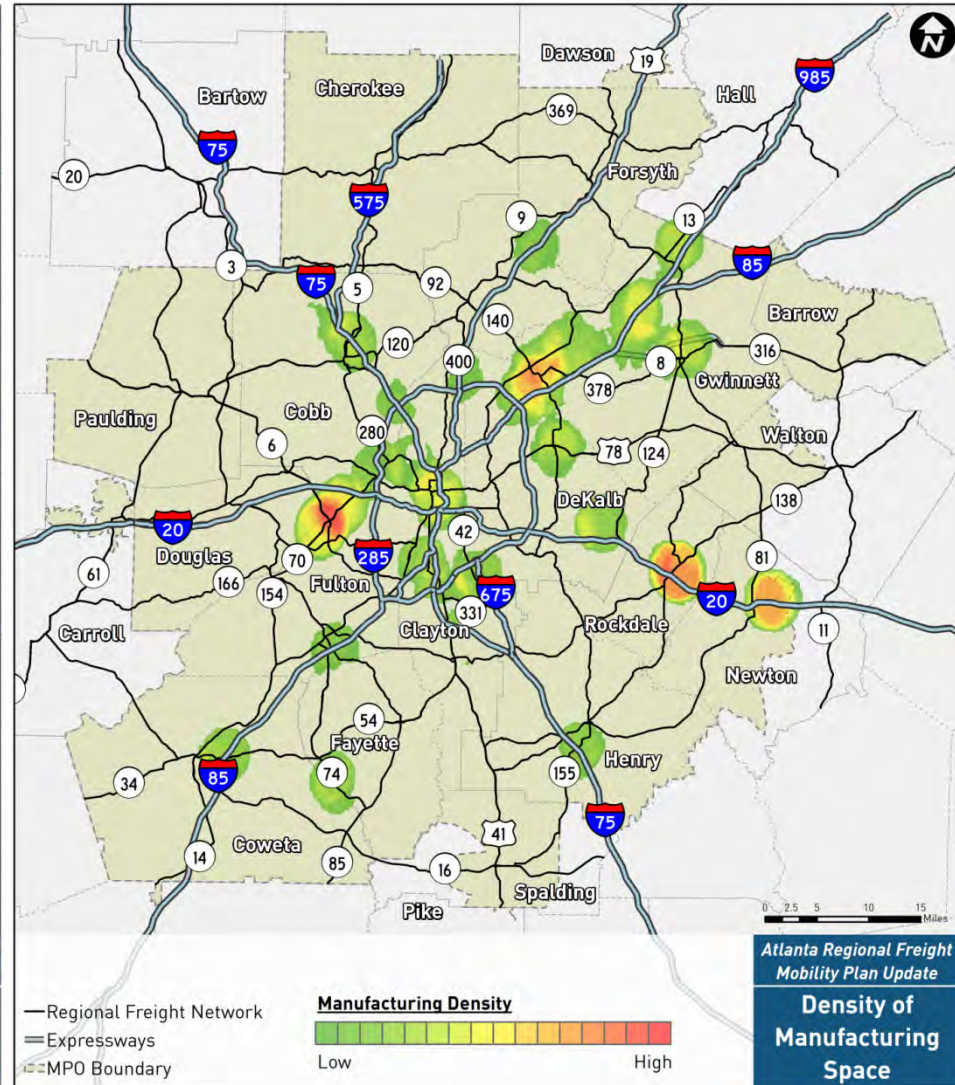 N
Dawson
19
985
Bartow
Cherokee
Hall
369
75
20
Forsyth
575
9
13
3
75
5
92
85
140
Barrow
120
400
8
316
378
Gwinnett
Paulding
Cobb
280
6
78
124
Walton
DeKalb
138
20
42
Douglas
70
285
81
61
166
Fulton
154
675
20
331
Clayton
Rockdale
11
Carroll
Newton
54
Fayette
34
85
74
155
Henry
75
41
14
Coweta
85
16
Spalding
Pike
0 2.5 5 10 15
Miles
Regional Freight Network
Expressways
MPO Boundary
Manufacturing Density
Low High
Atlanta Regional Freight
Mobility Plan Update
Density of
Manufacturing
Space